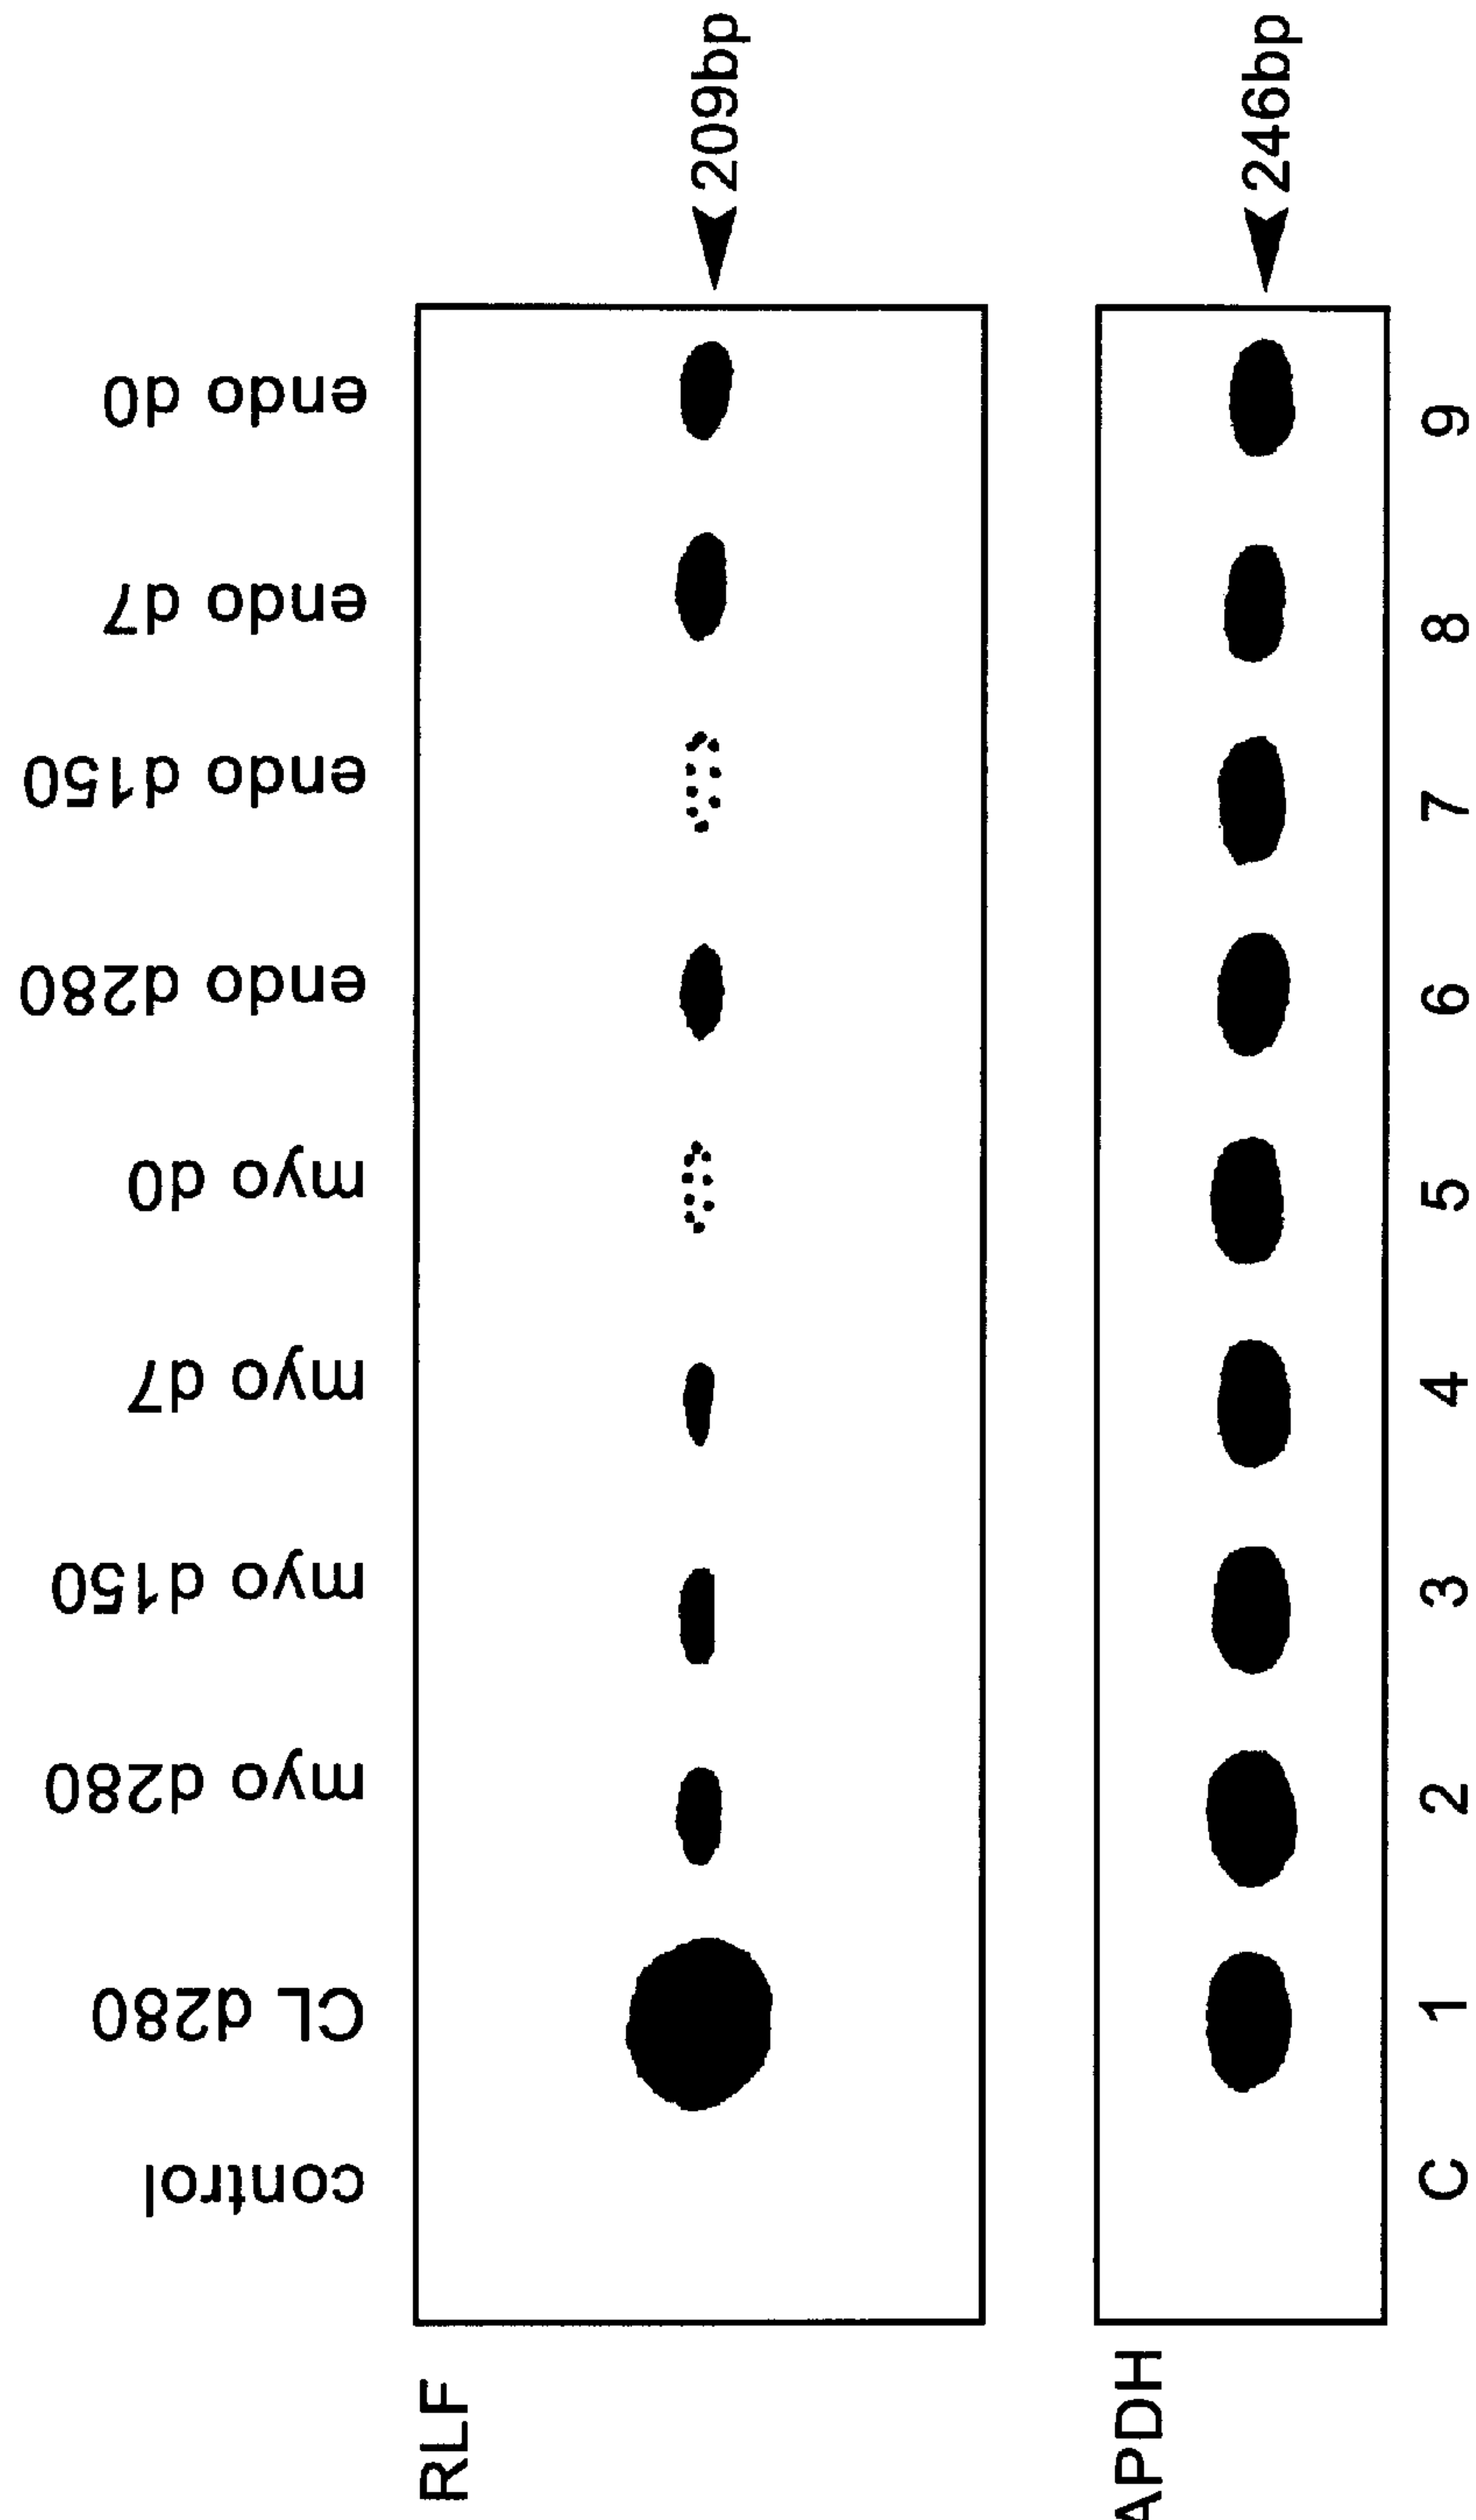 control
CL d280
myo d280
myo d150
myo d7
myo d0
endo d280
endo d150
endo d7
endo d0
RLF
209bp
APDH
246bp
C 1 2 3 4 5 6 7 8 9